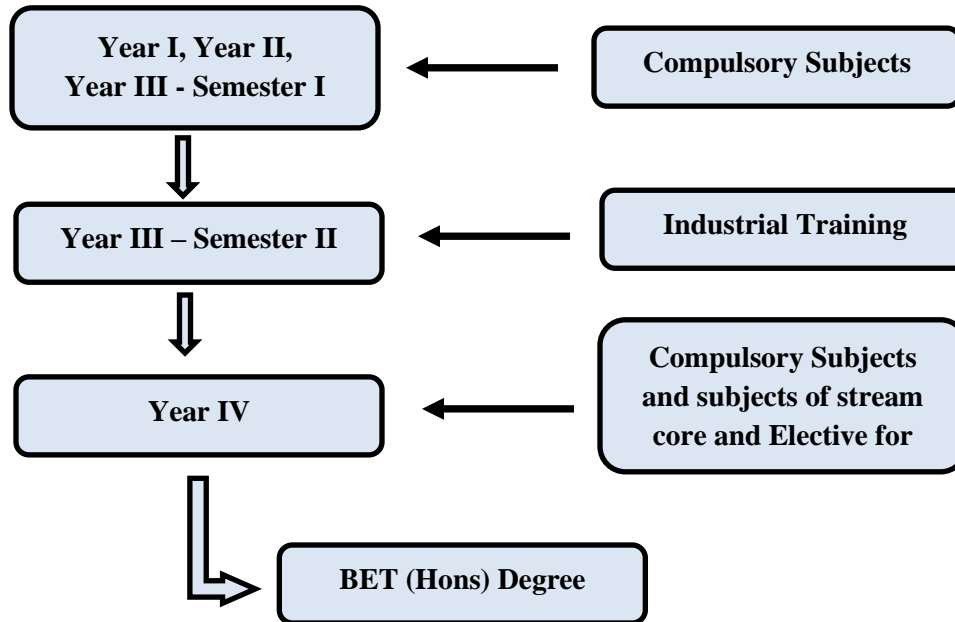 Year I, Year II,
Year III - Semester I
Compulsory Subjects
Year III – Semester II
Industrial Training
Year IV
Compulsory Subjects
and subjects of stream
core and Elective for
BET (Hons) Degree